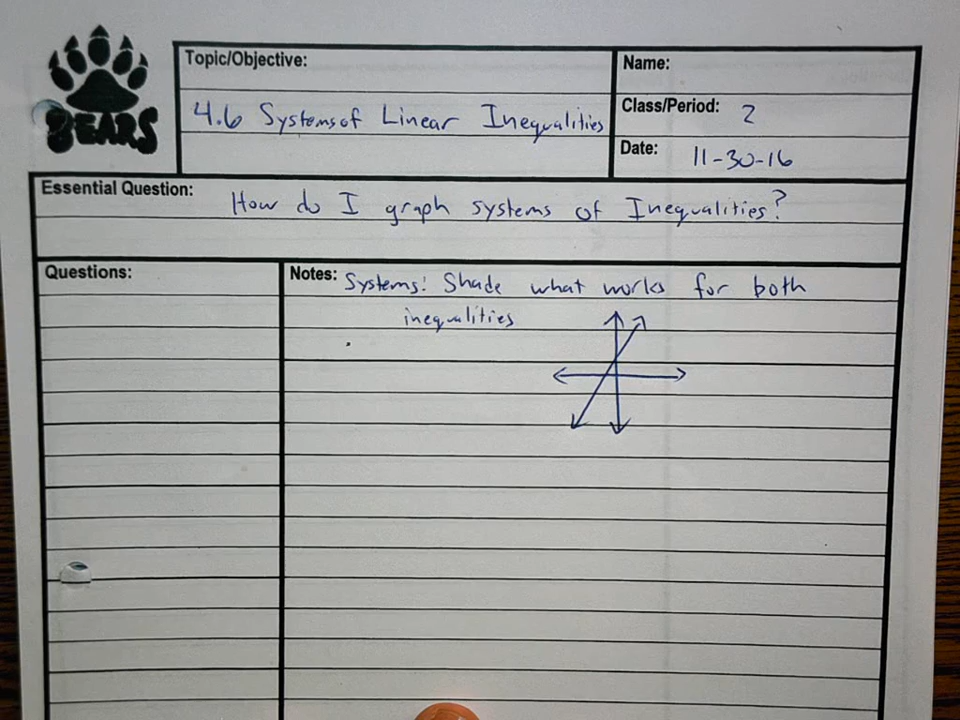 BEARS
Topic/Objective:
4.6 Systems of Linear Inequalities
Name:
Class/Period: 2
Date: 11-30-16
Essential Question: How do I graph systems of Inequalities?
Questions:
Notes: Systems: Shade what works for both
inequalities